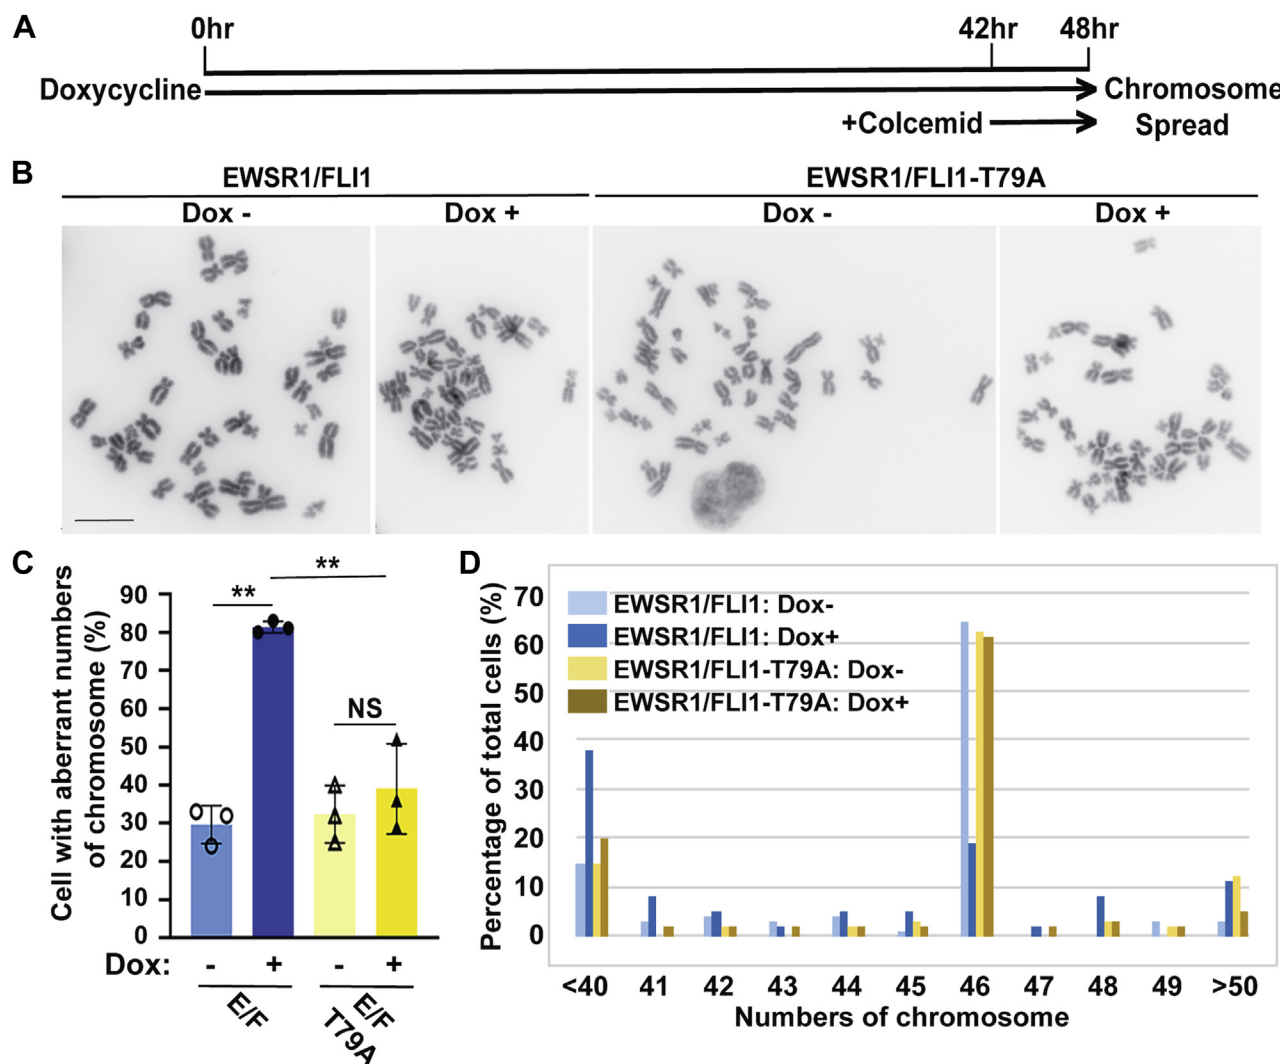 A
0hr 42hr 48hr
Doxycycline Chromosome
+Colcemid Spread
B
EWSR1/FLI1 EWSR1/FLI1-T79A
Dox - Dox + Dox - Dox +
C
Cell with aberrant numbers
of chromosome (%)
90
80
70
60
50
40
30
20
10
0
** **
NS
Dox: - + - +
E/F E/F
T79A
D
Percentage of total cells (%)
70
60
50
40
30
20
10
0
EWSR1/FLI1: Dox-
EWSR1/FLI1: Dox+
EWSR1/FLI1-T79A: Dox-
EWSR1/FLI1-T79A: Dox+
<40 41 42 43 44 45 46 47 48 49 >50
Numbers of chromosome